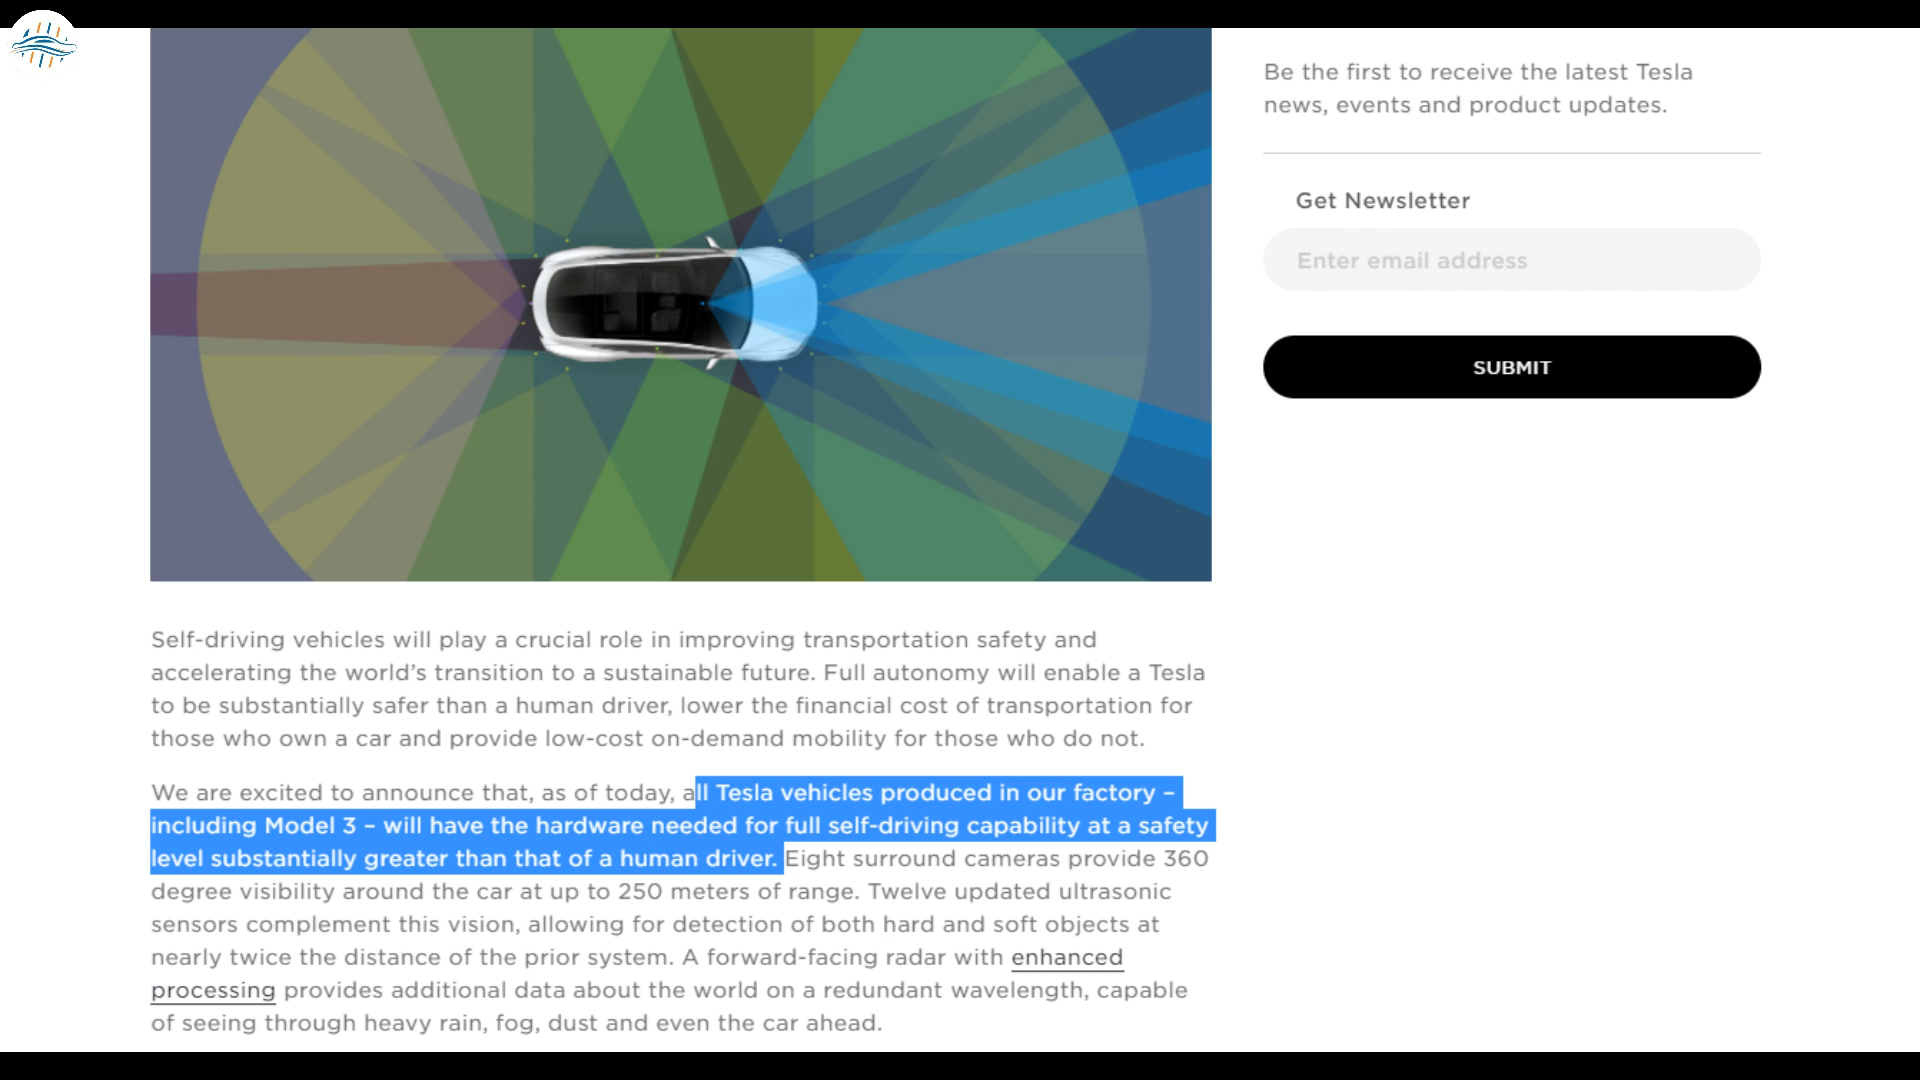 Be the first to receive the latest Tesla
news, events and product updates.
Get Newsletter
Enter email address
SUBMIT
Self-driving vehicles will play a crucial role in improving transportation safety and
accelerating the world’s transition to a sustainable future. Full autonomy will enable a Tesla
to be substantially safer than a human driver, lower the financial cost of transportation for
those who own a car and provide low-cost on-demand mobility for those who do not.
We are excited to announce that, as of today, all Tesla vehicles produced in our factory –
including Model 3 – will have the hardware needed for full self-driving capability at a safety
level substantially greater than that of a human driver. Eight surround cameras provide 360
degree visibility around the car at up to 250 meters of range. Twelve updated ultrasonic
sensors complement this vision, allowing for detection of both hard and soft objects at
nearly twice the distance of the prior system. A forward-facing radar with enhanced
processing provides additional data about the world on a redundant wavelength, capable
of seeing through heavy rain, fog, dust and even the car ahead.